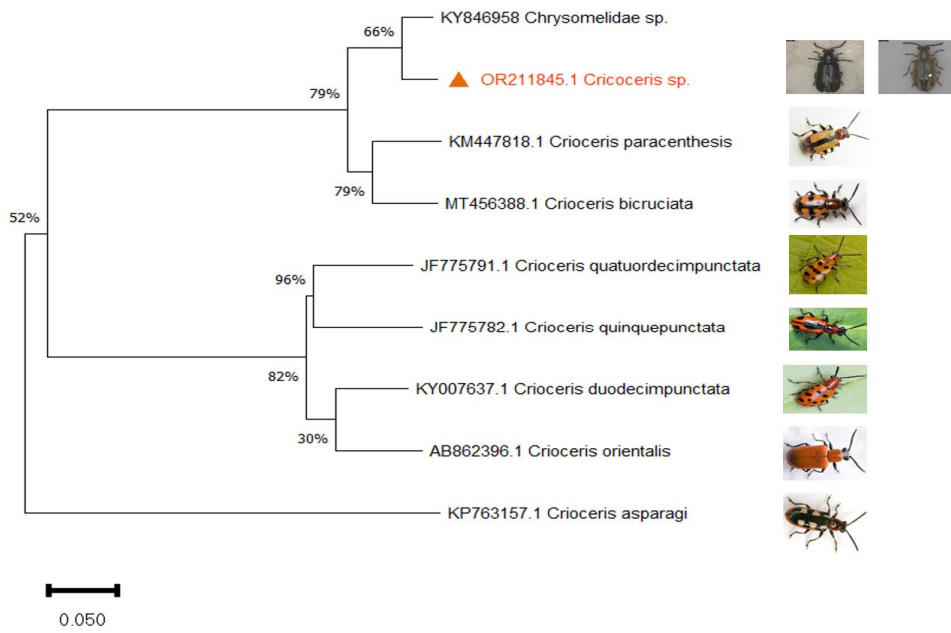 KY846958 Chrysomelidae sp.
66%
OR211845.1 Cricoceris sp.
79%
KM447818.1 Crioceris paracenthesis
79%
MT456388.1 Crioceris bicruciata
52%
JF775791.1 Crioceris quatuordecimpunctata
96%
JF775782.1 Crioceris quinquepunctata
82%
KY007637.1 Crioceris duodecimpunctata
30%
AB862396.1 Crioceris orientalis
KP763157.1 Crioceris asparagi
0.050